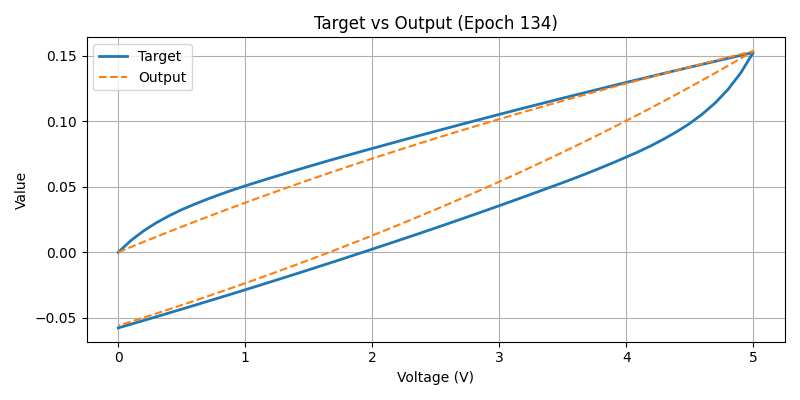 Target vs Output (Epoch 134)
Target
Output
Value
0.15
0.10
0.05
0.00
−0.05
0 1 2 3 4 5
Voltage (V)